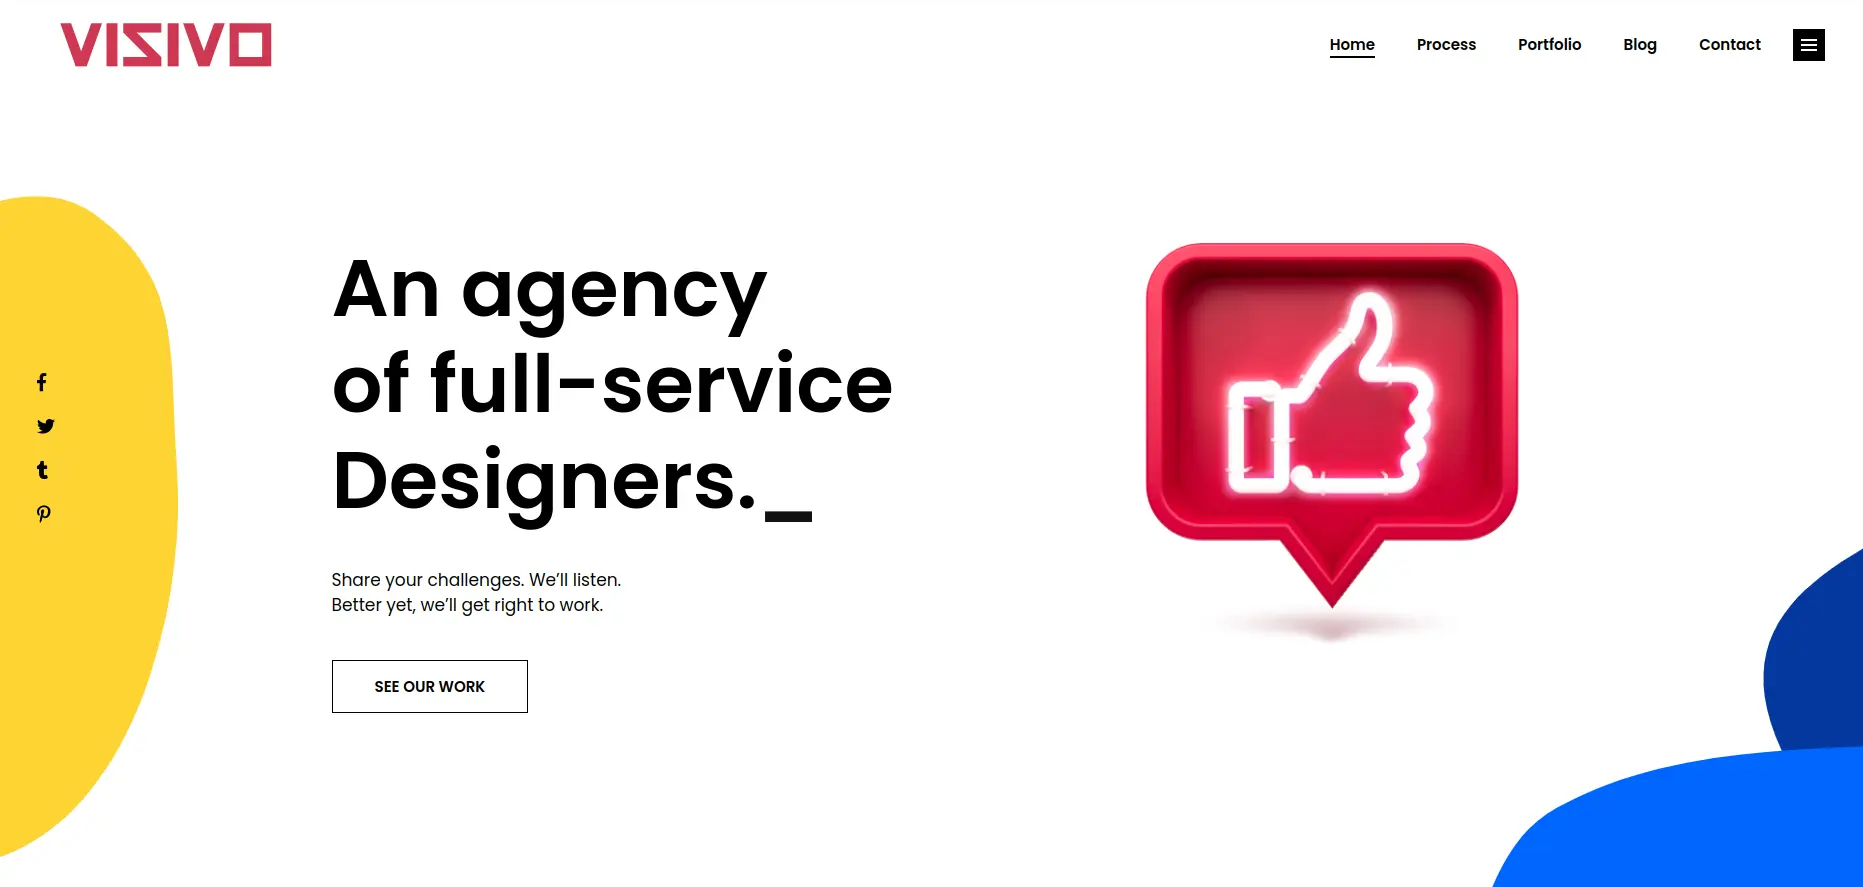 VISIVO
Home Process Portfolio Blog Contact
An agency
of full-service
Designers._
Share your challenges. We’ll listen.
Better yet, we’ll get right to work.
SEE OUR WORK